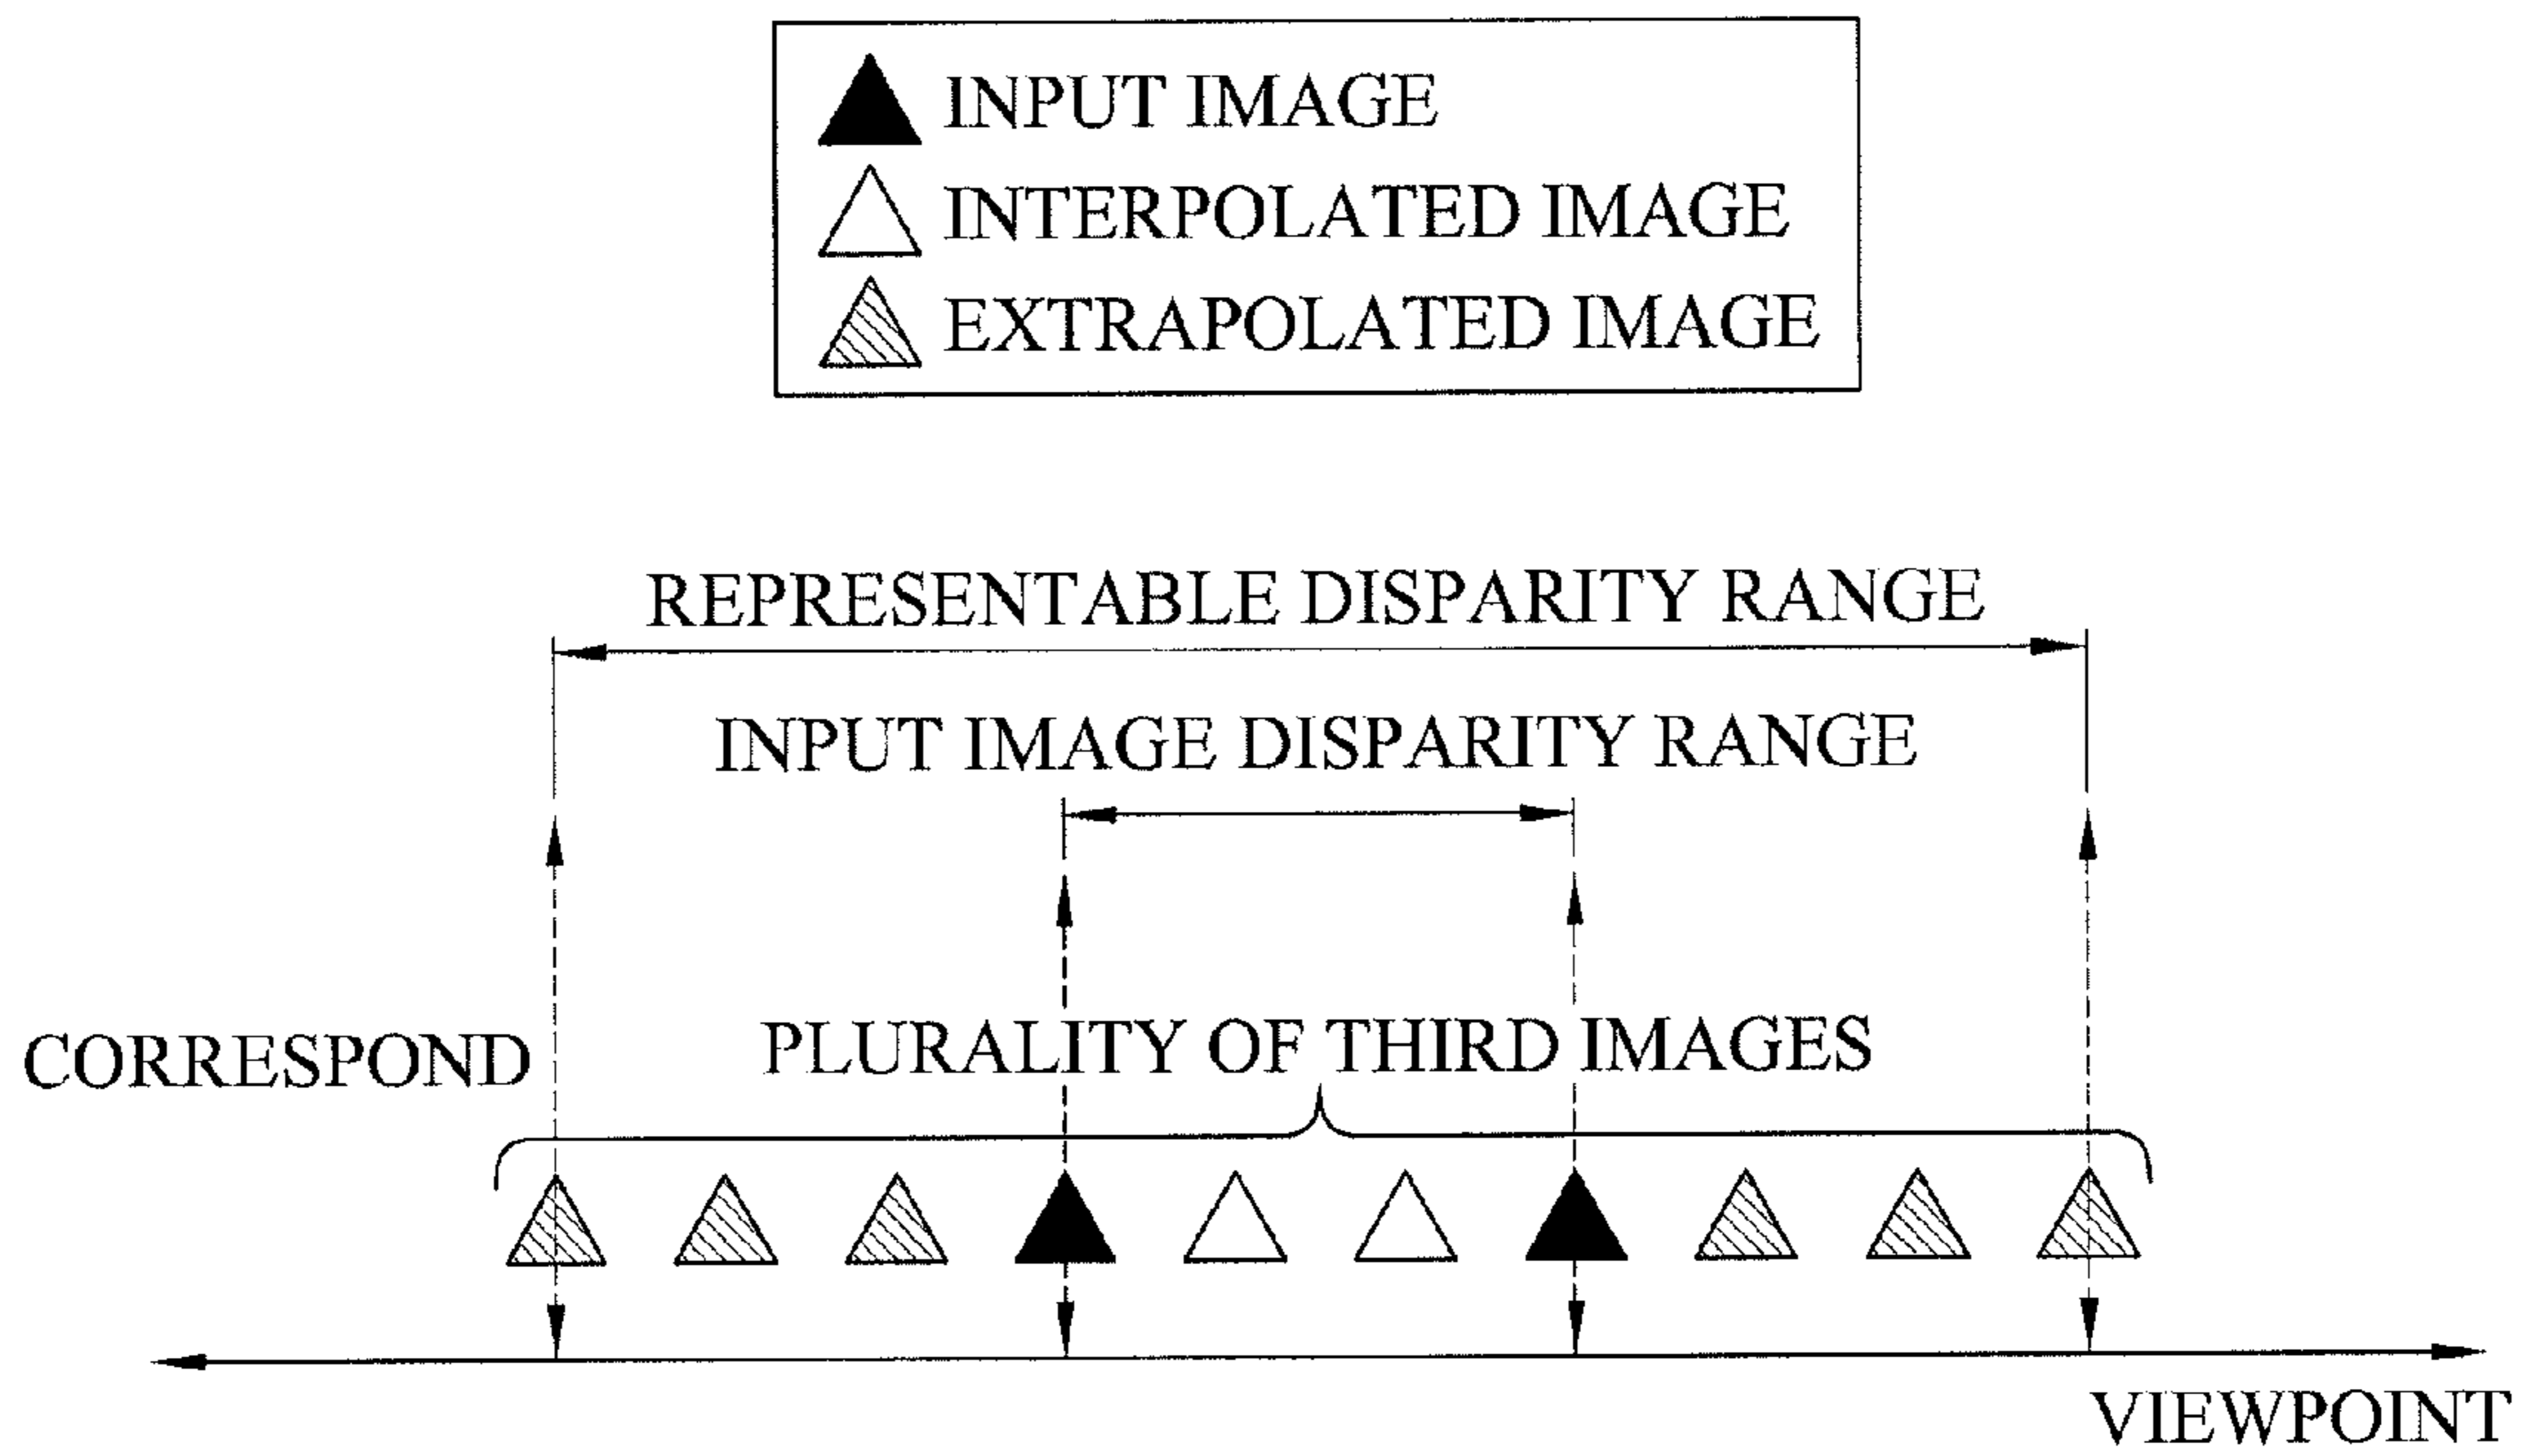 INPUT IMAGE
INTERPOLATED IMAGE
EXTRAPOLATED IMAGE
REPRESENTABLE DISPARITY RANGE
INPUT IMAGE DISPARITY RANGE
CORRESPOND
PLURALITY OF THIRD IMAGES
VIEWPOINT